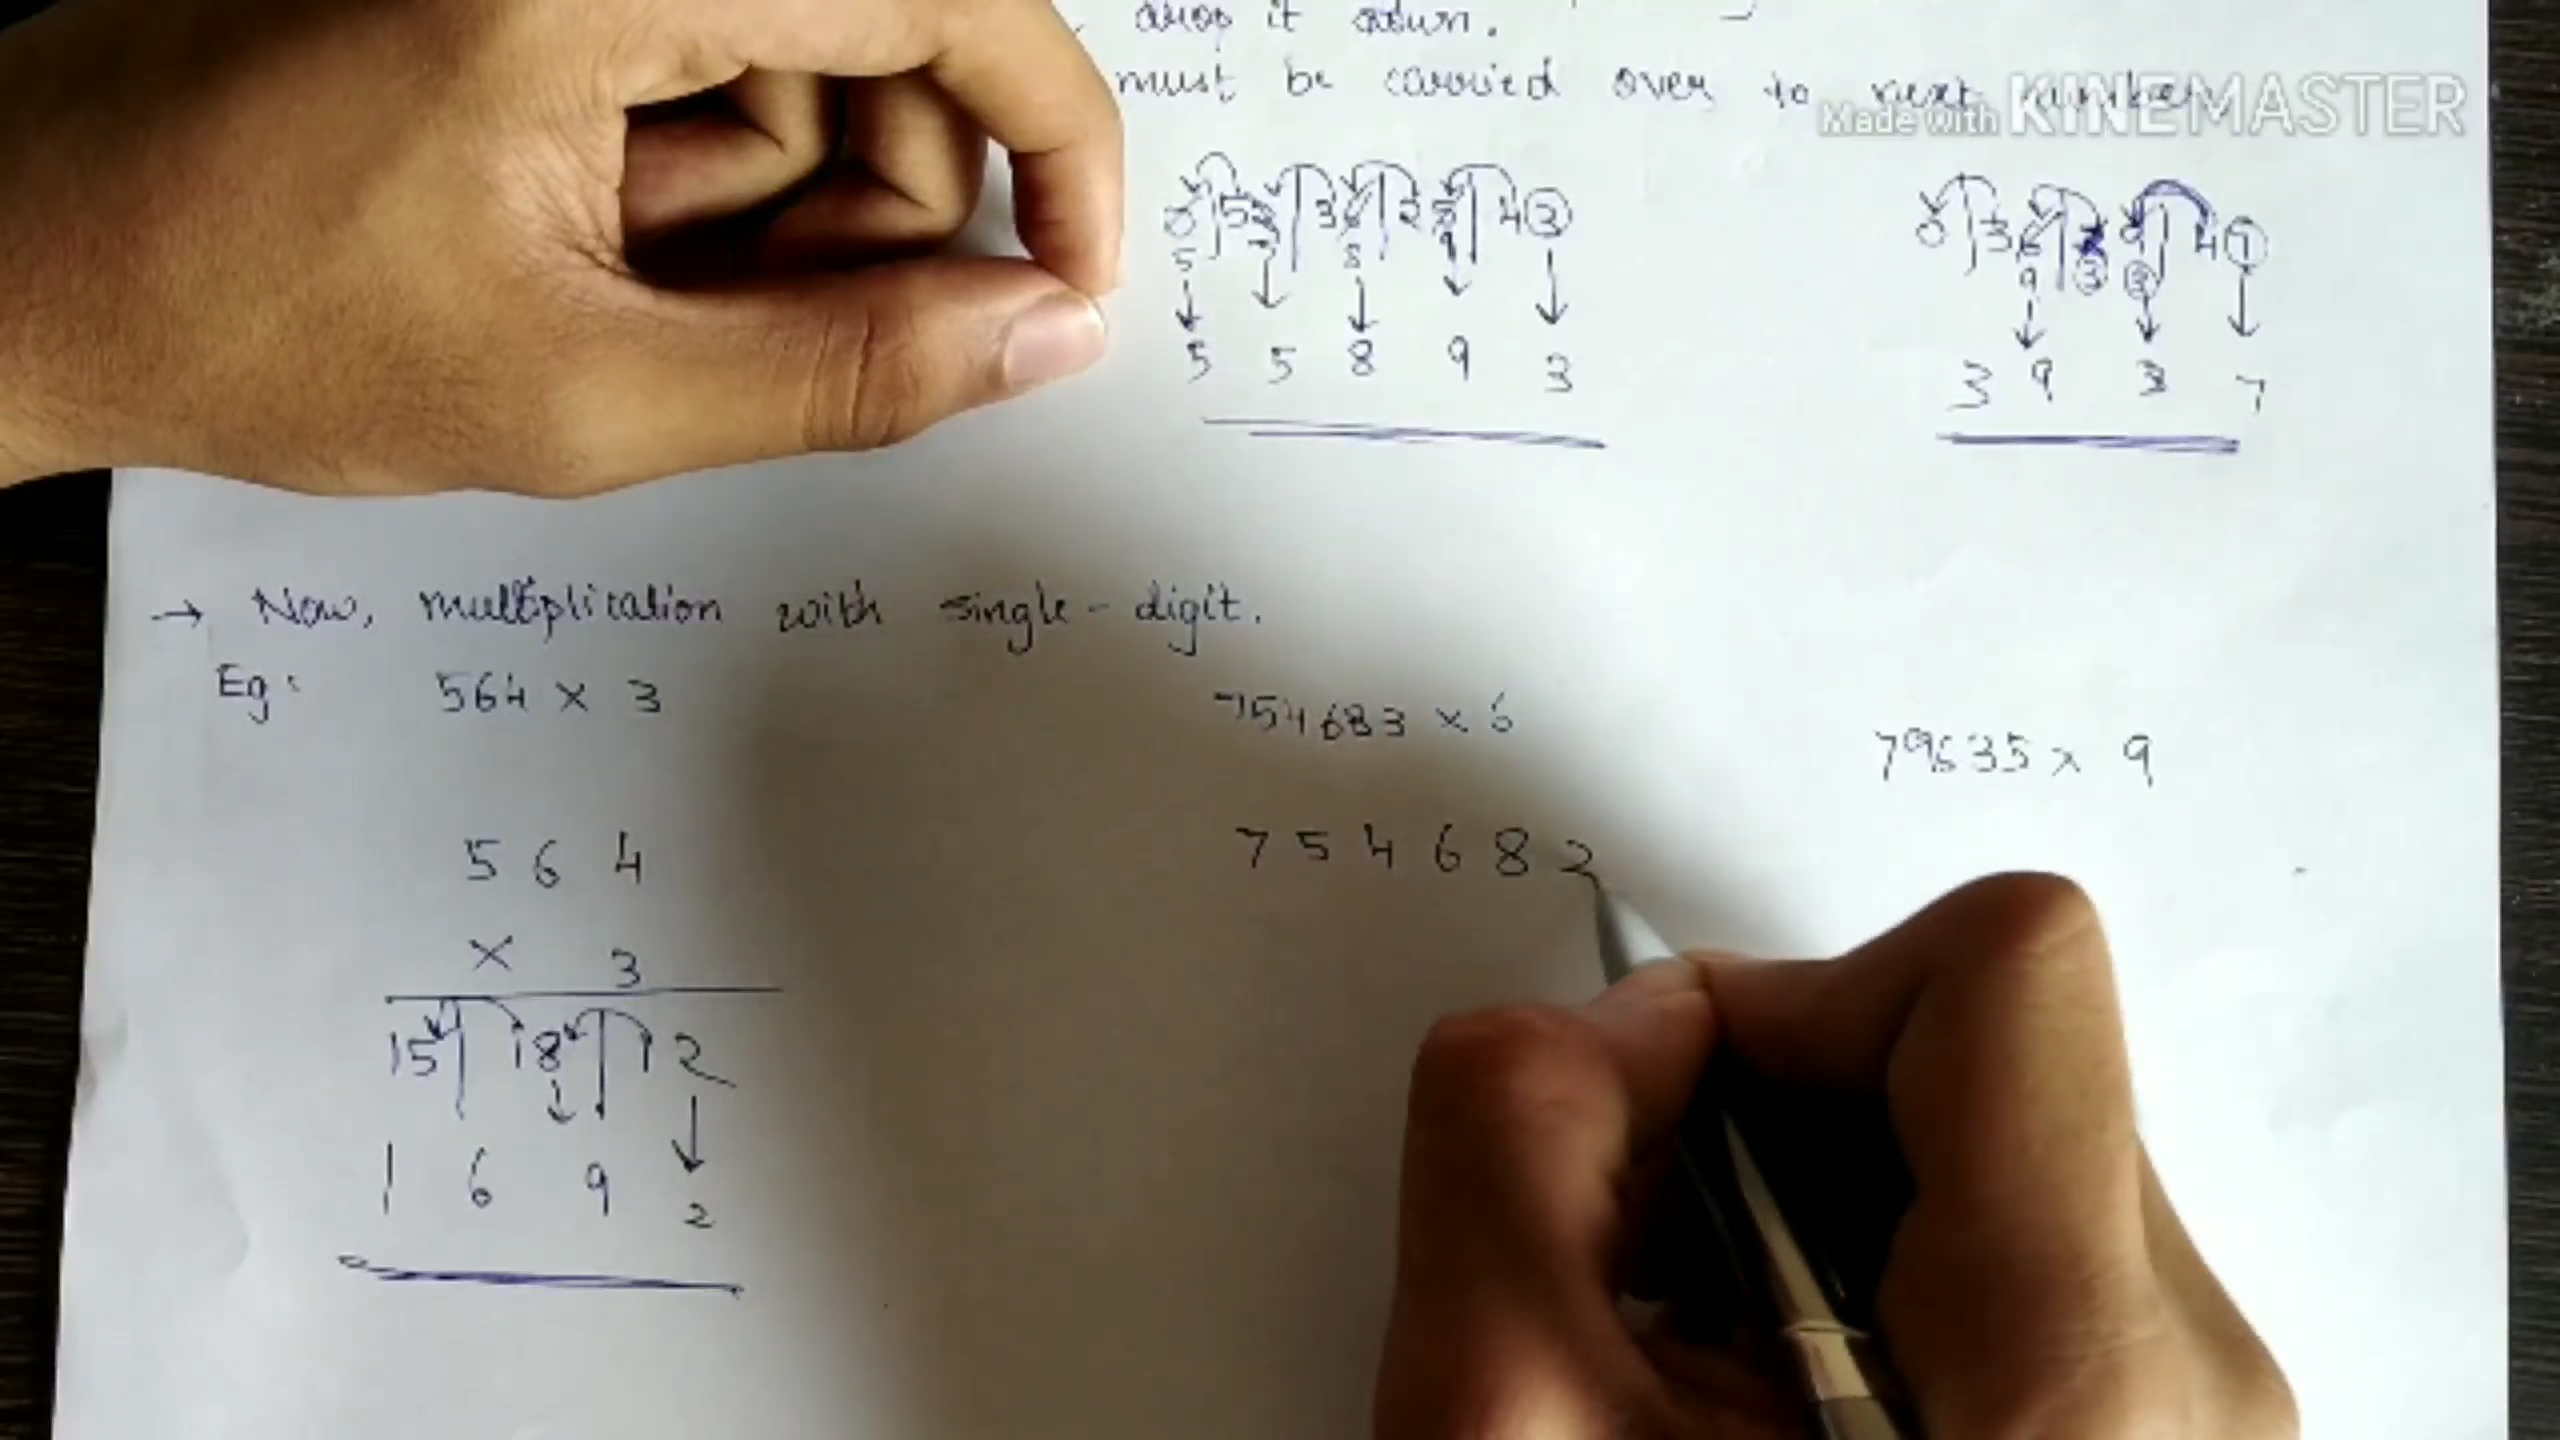 drop it down.
must be carried over to next number
Made with KINEMASTER
5 5 8 9 3
3 9 3 7
→ Now, multiplication with single-digit.
Eg: 564 × 3
754683 × 6
79635 × 9
5 6 4
× 3
15 18 12
1 6 9 2
7 5 4 6 8 2